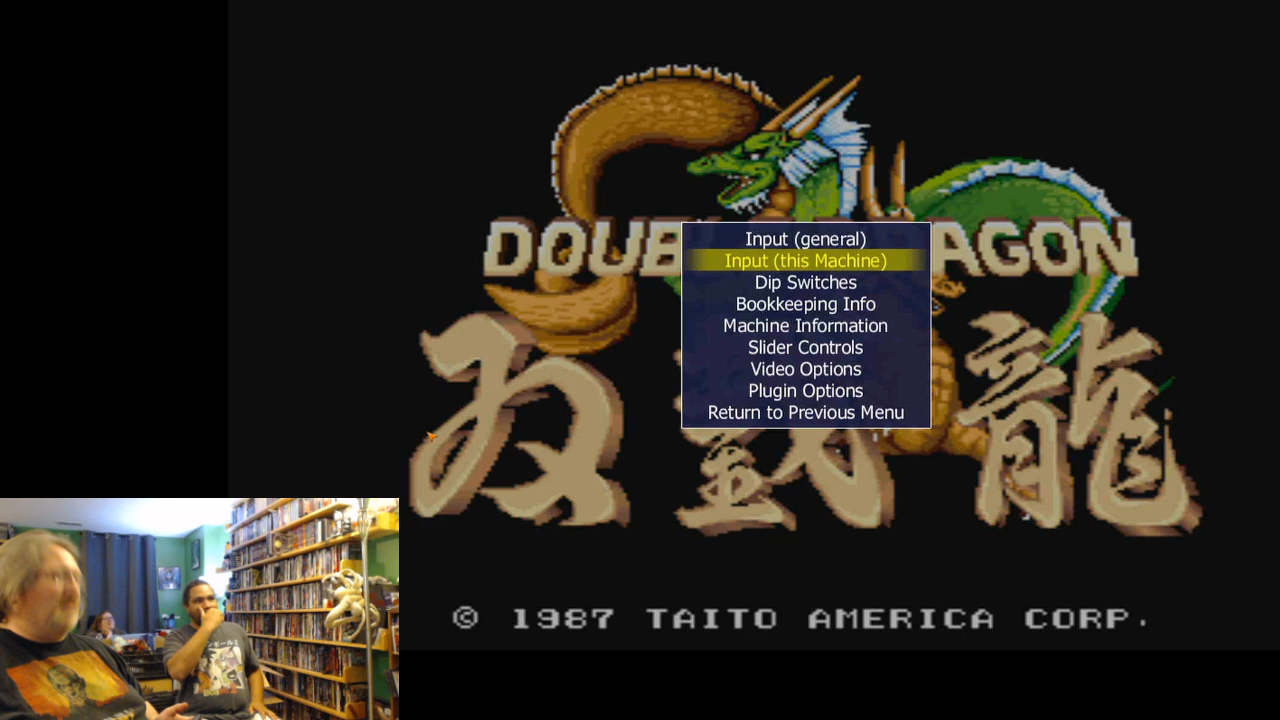 DOUB AGON
Input (general)
Input (this Machine)
Dip Switches
Bookkeeping Info
Machine Information
Slider Controls
Video Options
Plugin Options
Return to Previous Menu
双截龍
© 1987 TAITO AMERICA CORP.